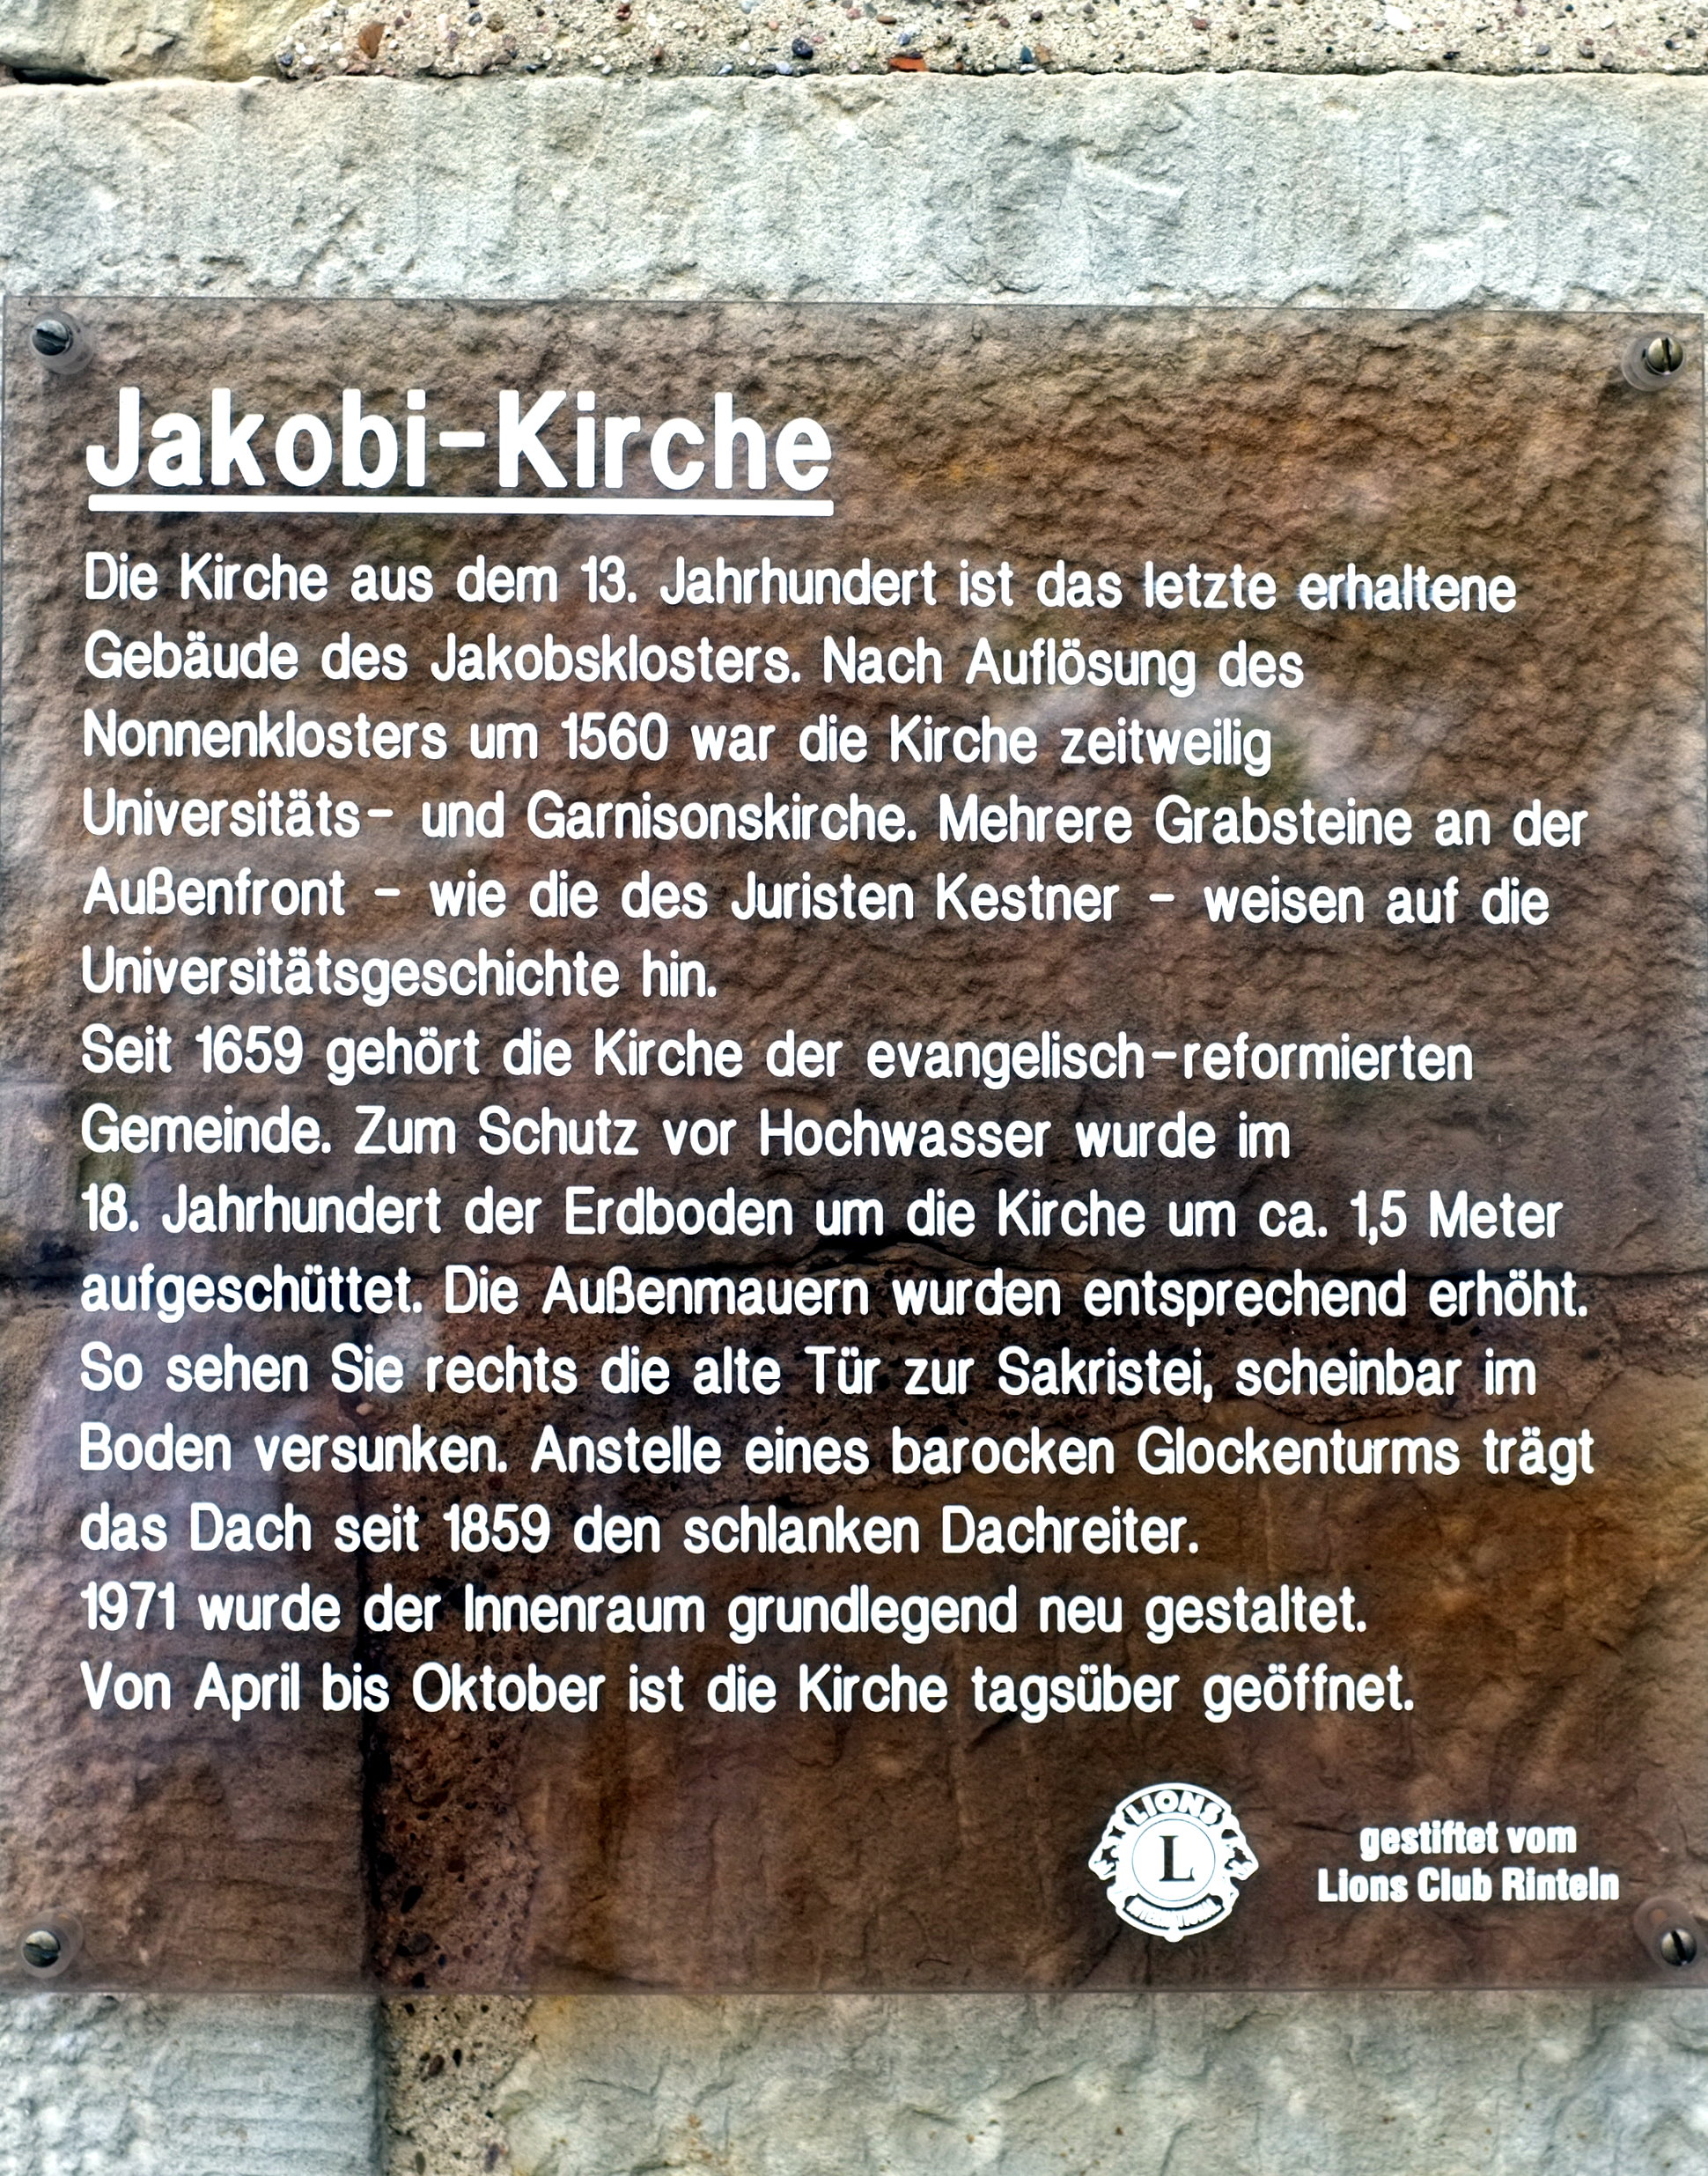 Jakobi-Kirche
Die Kirche aus dem 13. Jahrhundert ist das letzte erhaltene
Gebäude des Jakobsklosters. Nach Auflösung des
Nonnenklosters um 1560 war die Kirche zeitweilig
Universitäts- und Garnisonskirche. Mehrere Grabsteine an der
Außenfront - wie die des Juristen Kestner - weisen auf die
Universitätsgeschichte hin.
Seit 1659 gehört die Kirche der evangelisch-reformierten
Gemeinde. Zum Schutz vor Hochwasser wurde im
18. Jahrhundert der Erdboden um die Kirche um ca. 1,5 Meter
aufgeschüttet. Die Außenmauern wurden entsprechend erhöht.
So sehen Sie rechts die alte Tür zur Sakristei, scheinbar im
Boden versunken. Anstelle eines barocken Glockenturms trägt
das Dach seit 1859 den schlanken Dachreiter.
1971 wurde der Innenraum grundlegend neu gestaltet.
Von April bis Oktober ist die Kirche tagsüber geöffnet.
LIONS
L
gestiftet vom
Lions Club Rinteln